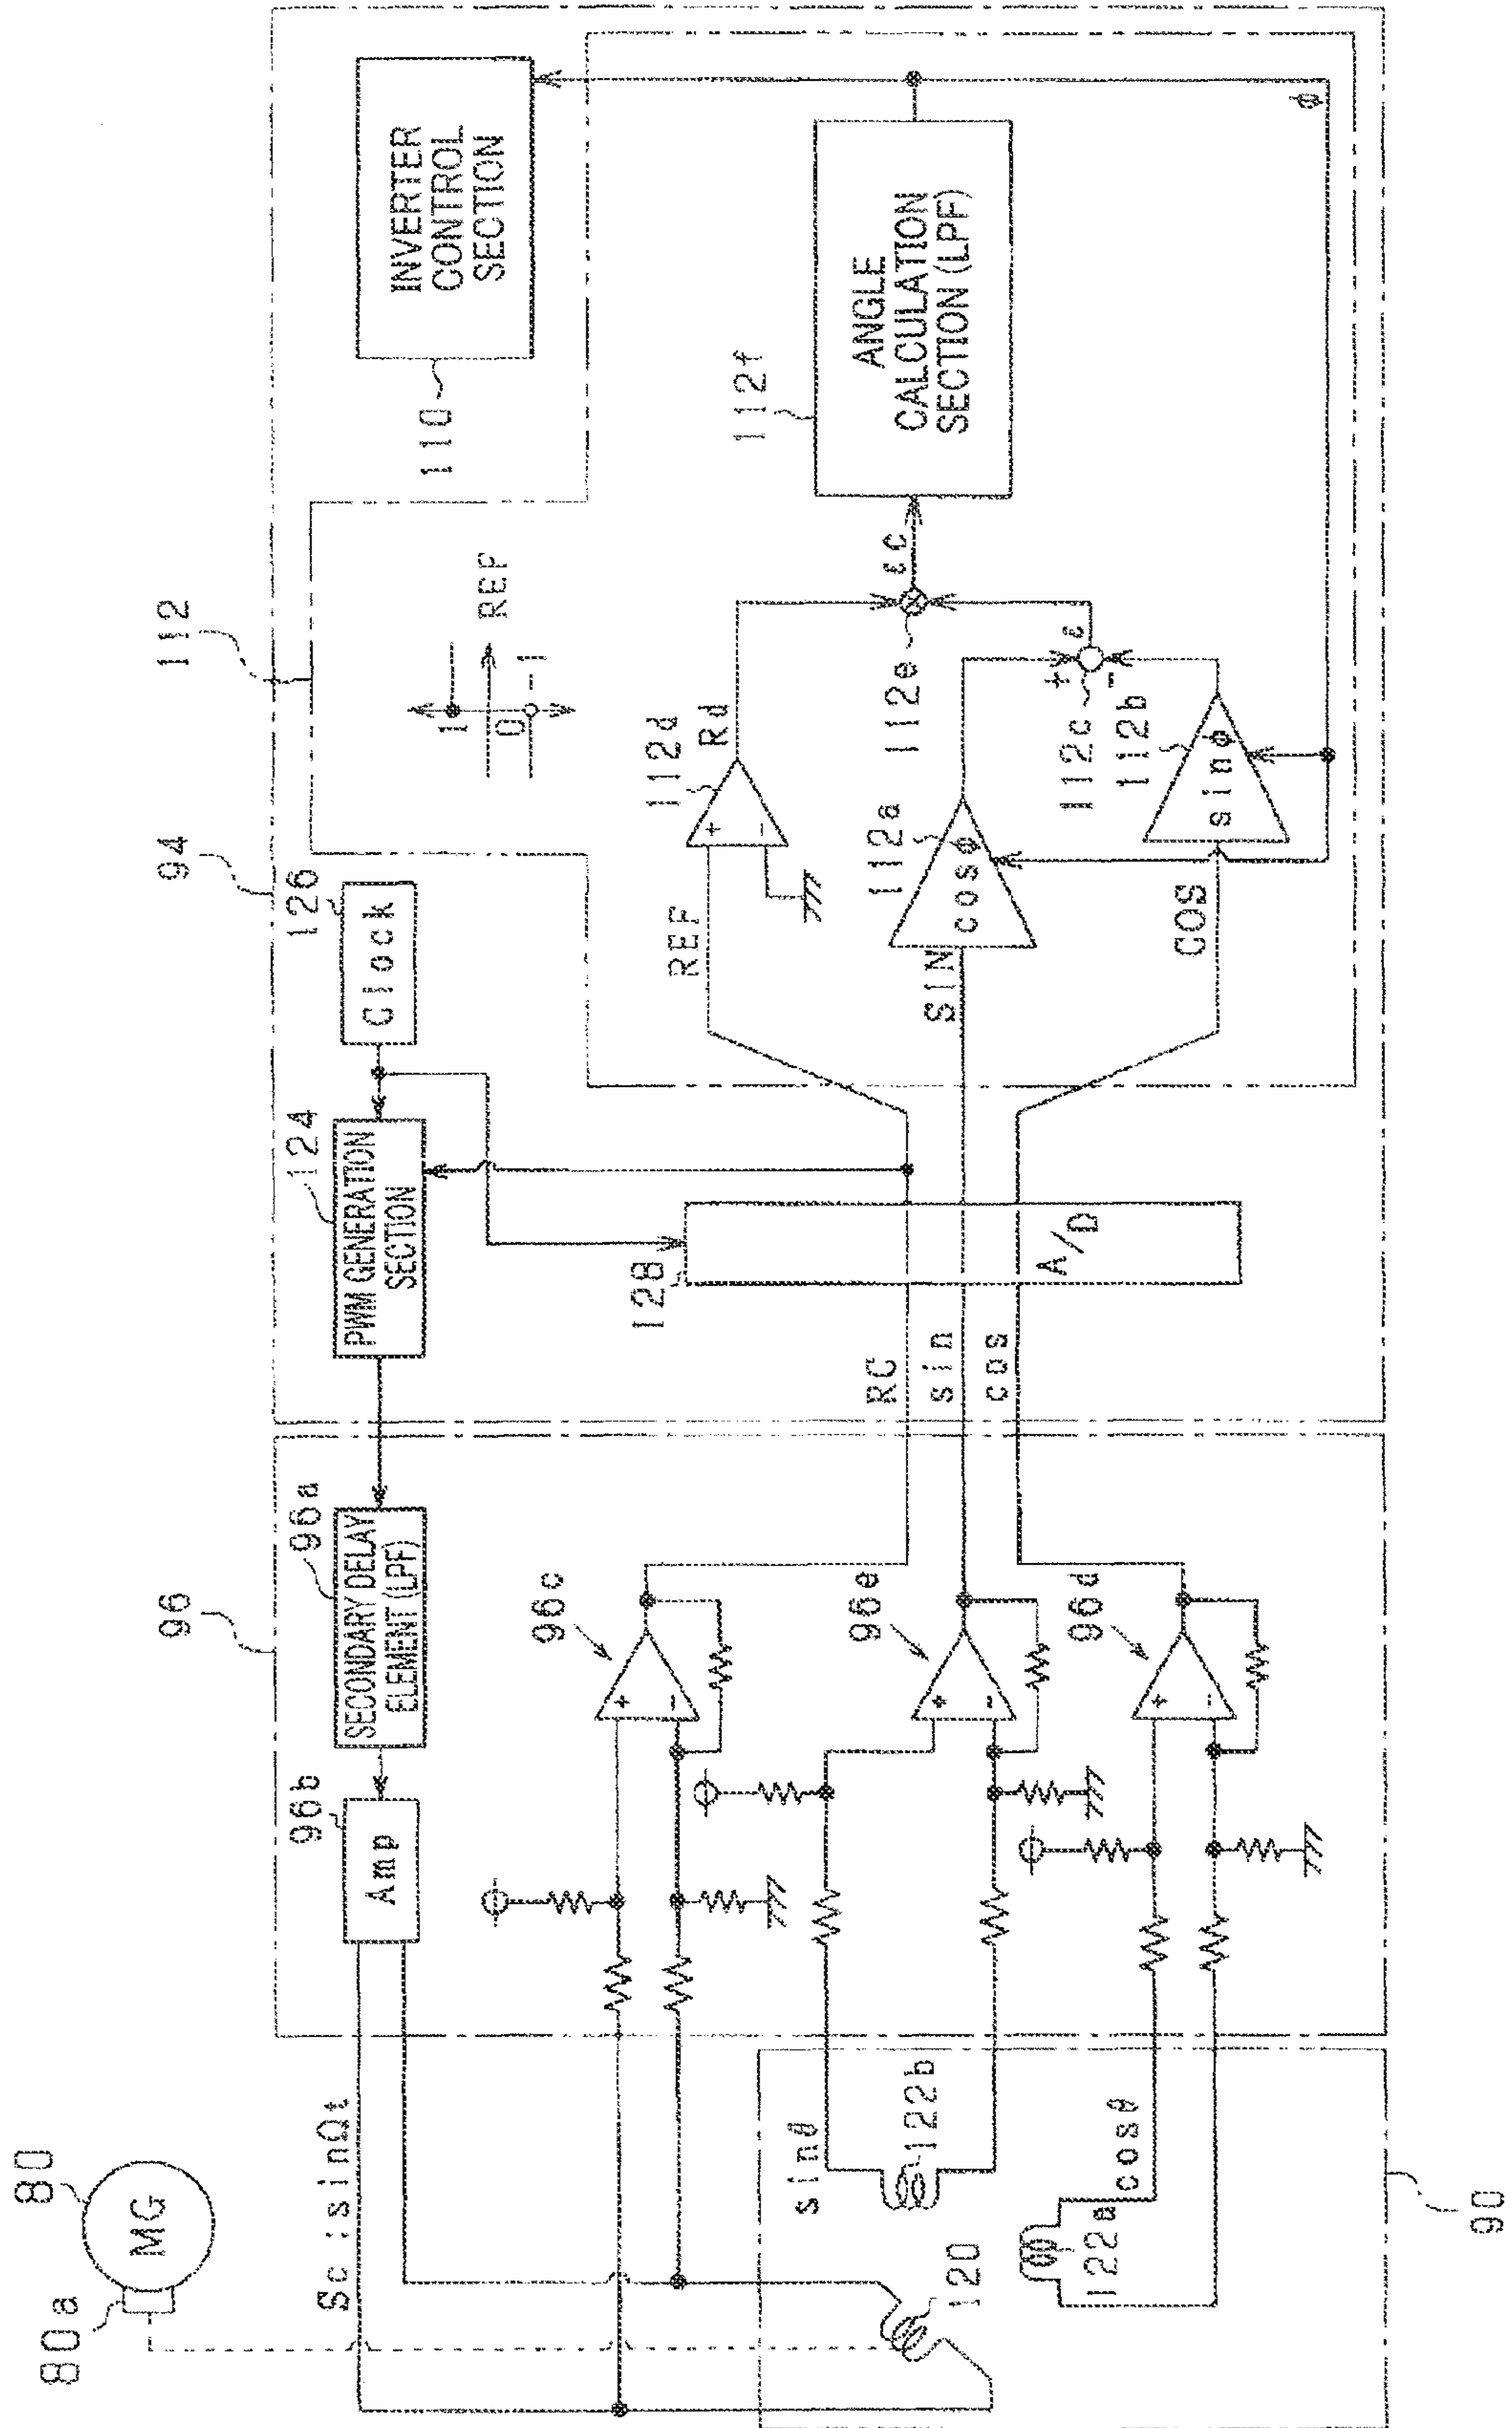 80
MG
80a
Sc :sinΩt
96
96b
Amp
96a
SECONDARY DELAY
ELEMENT (LPF)
94
124
PWM GENERATION
SECTION
126
Clock
112
1
0
-1
REF
110
INVERTER
CONTROL
SECTION
96c
+
-
96e
+
-
96d
+
-
RC
sin
cos
128
A/D
REF
SIN
COS
112d
+
-
Rd
112a
cosϕ
112e
112c
+
-
ε
112b
sinϕ
εc
112f
ANGLE
CALCULATION
SECTION (LPF)
ϕ
sinθ
122b
120
122a
cosθ
90